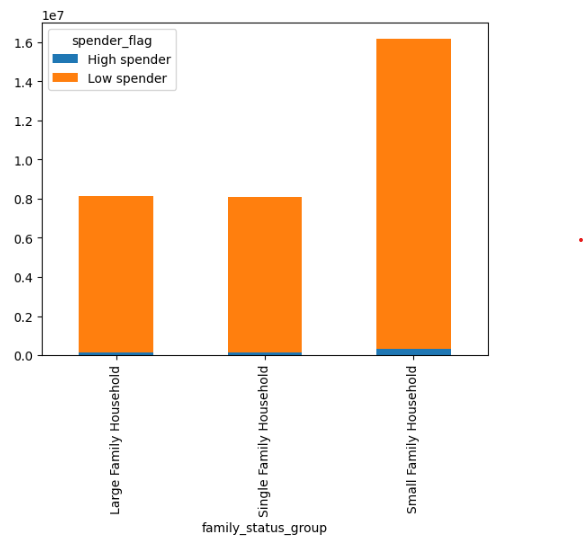 1e7
spender_flag
High spender
Low spender
1.6
1.4
1.2
1.0
0.8
0.6
0.4
0.2
0.0
Large Family Household
Single Family Household
Small Family Household
family_status_group